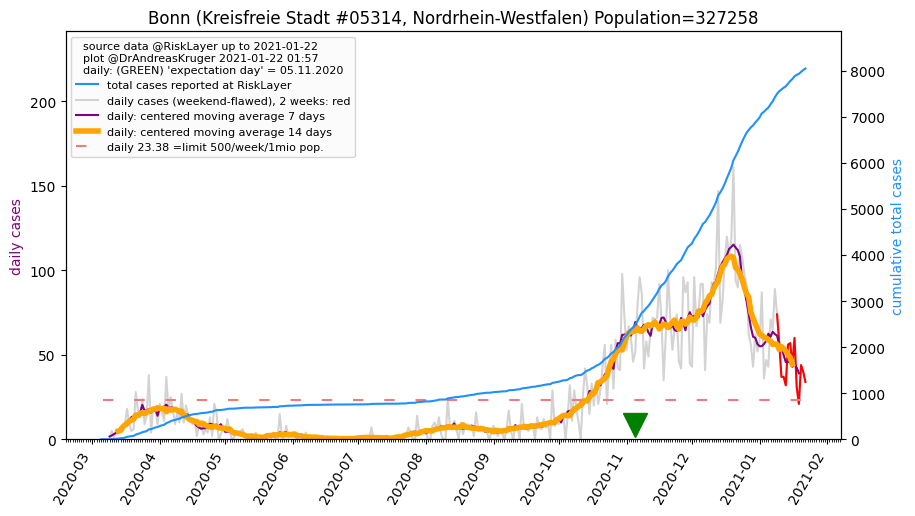 Bonn (Kreisfreie Stadt #05314, Nordrhein-Westfalen) Population=327258
source data @RiskLayer up to 2021-01-22
plot @DrAndreasKruger 2021-01-22 01:57
daily: (GREEN) 'expectation day' = 05.11.2020
total cases reported at RiskLayer
daily cases (weekend-flawed), 2 weeks: red
daily: centered moving average 7 days
daily: centered moving average 14 days
daily 23.38 =limit 500/week/1mio pop.
daily cases
200
150
100
50
0
8000
7000
6000
5000
4000
3000
2000
1000
0
cumulative total cases
2020-03
2020-04
2020-05
2020-06
2020-07
2020-08
2020-09
2020-10
2020-11
2020-12
2021-01
2021-02